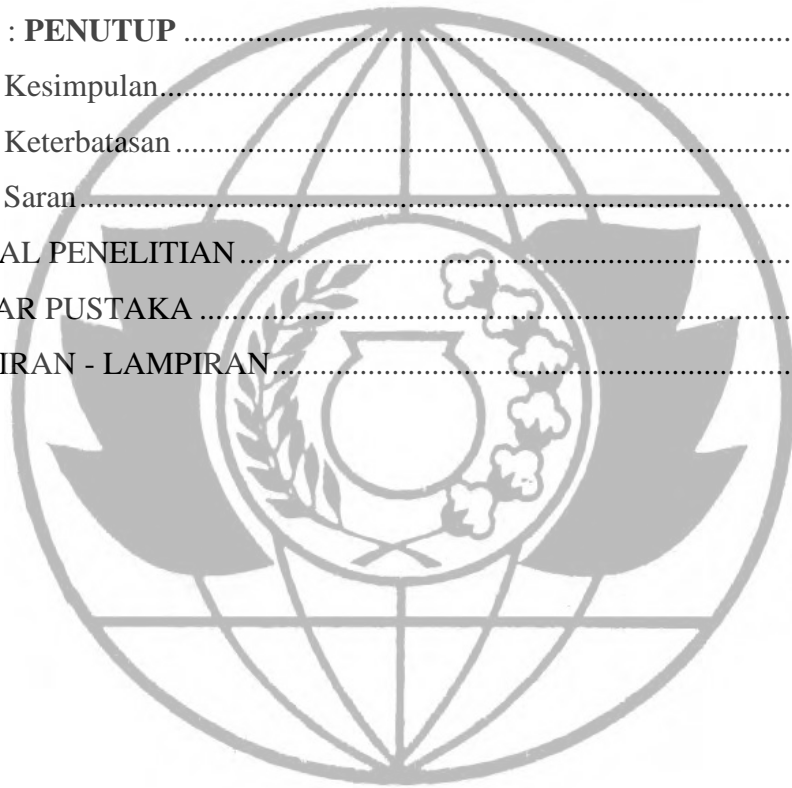 : PENUTUP ........................................................................
Kesimpulan........................................................................
Keterbatasan ........................................................................
Saran........................................................................
AL PENELITIAN ........................................................................
AR PUSTAKA ........................................................................
IRAN - LAMPIRAN ........................................................................